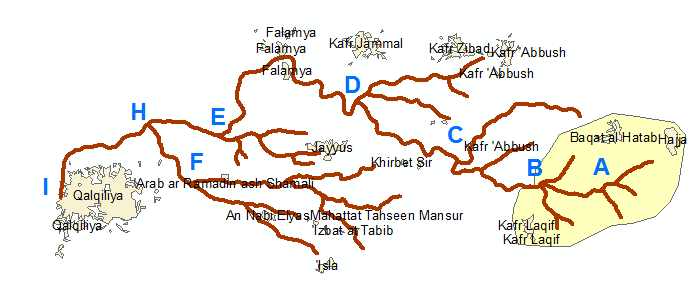 Falamya
Falamya
Kafr Jammal
Kafr Zibad
Kafr 'Abbush
Falamya
Kafr 'Abbush
D
H
E
C
Baqat al Hatab
Hajja
Jayyus
Kafr 'Abbush
F
Khirbet Sir
B
A
I
Arab ar Ramadin ash Shamali
Qalqiliya
An Nabi Elyas
Mahattat Tahseen Mansur
Qalqiliya
'Izbat at Tabib
Kafr Laqif
Kafr Laqif
'Isla